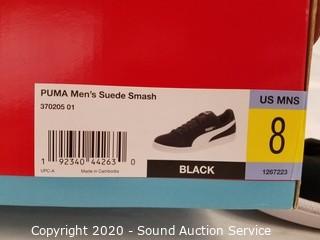 PUMA Men's Suede Smash
370205 01
US MNS
8
1267223
1 92340 44263 0
UPC-A
Made in Cambodia
BLACK
Copyright 2020 - Sound Auction Service